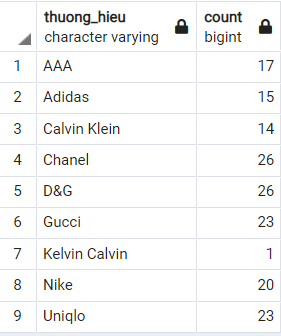 thuong_hieu count
character varying bigint
1 AAA 17
2 Adidas 15
3 Calvin Klein 14
4 Chanel 26
5 D&G 26
6 Gucci 23
7 Kelvin Calvin 1
8 Nike 20
9 Uniqlo 23